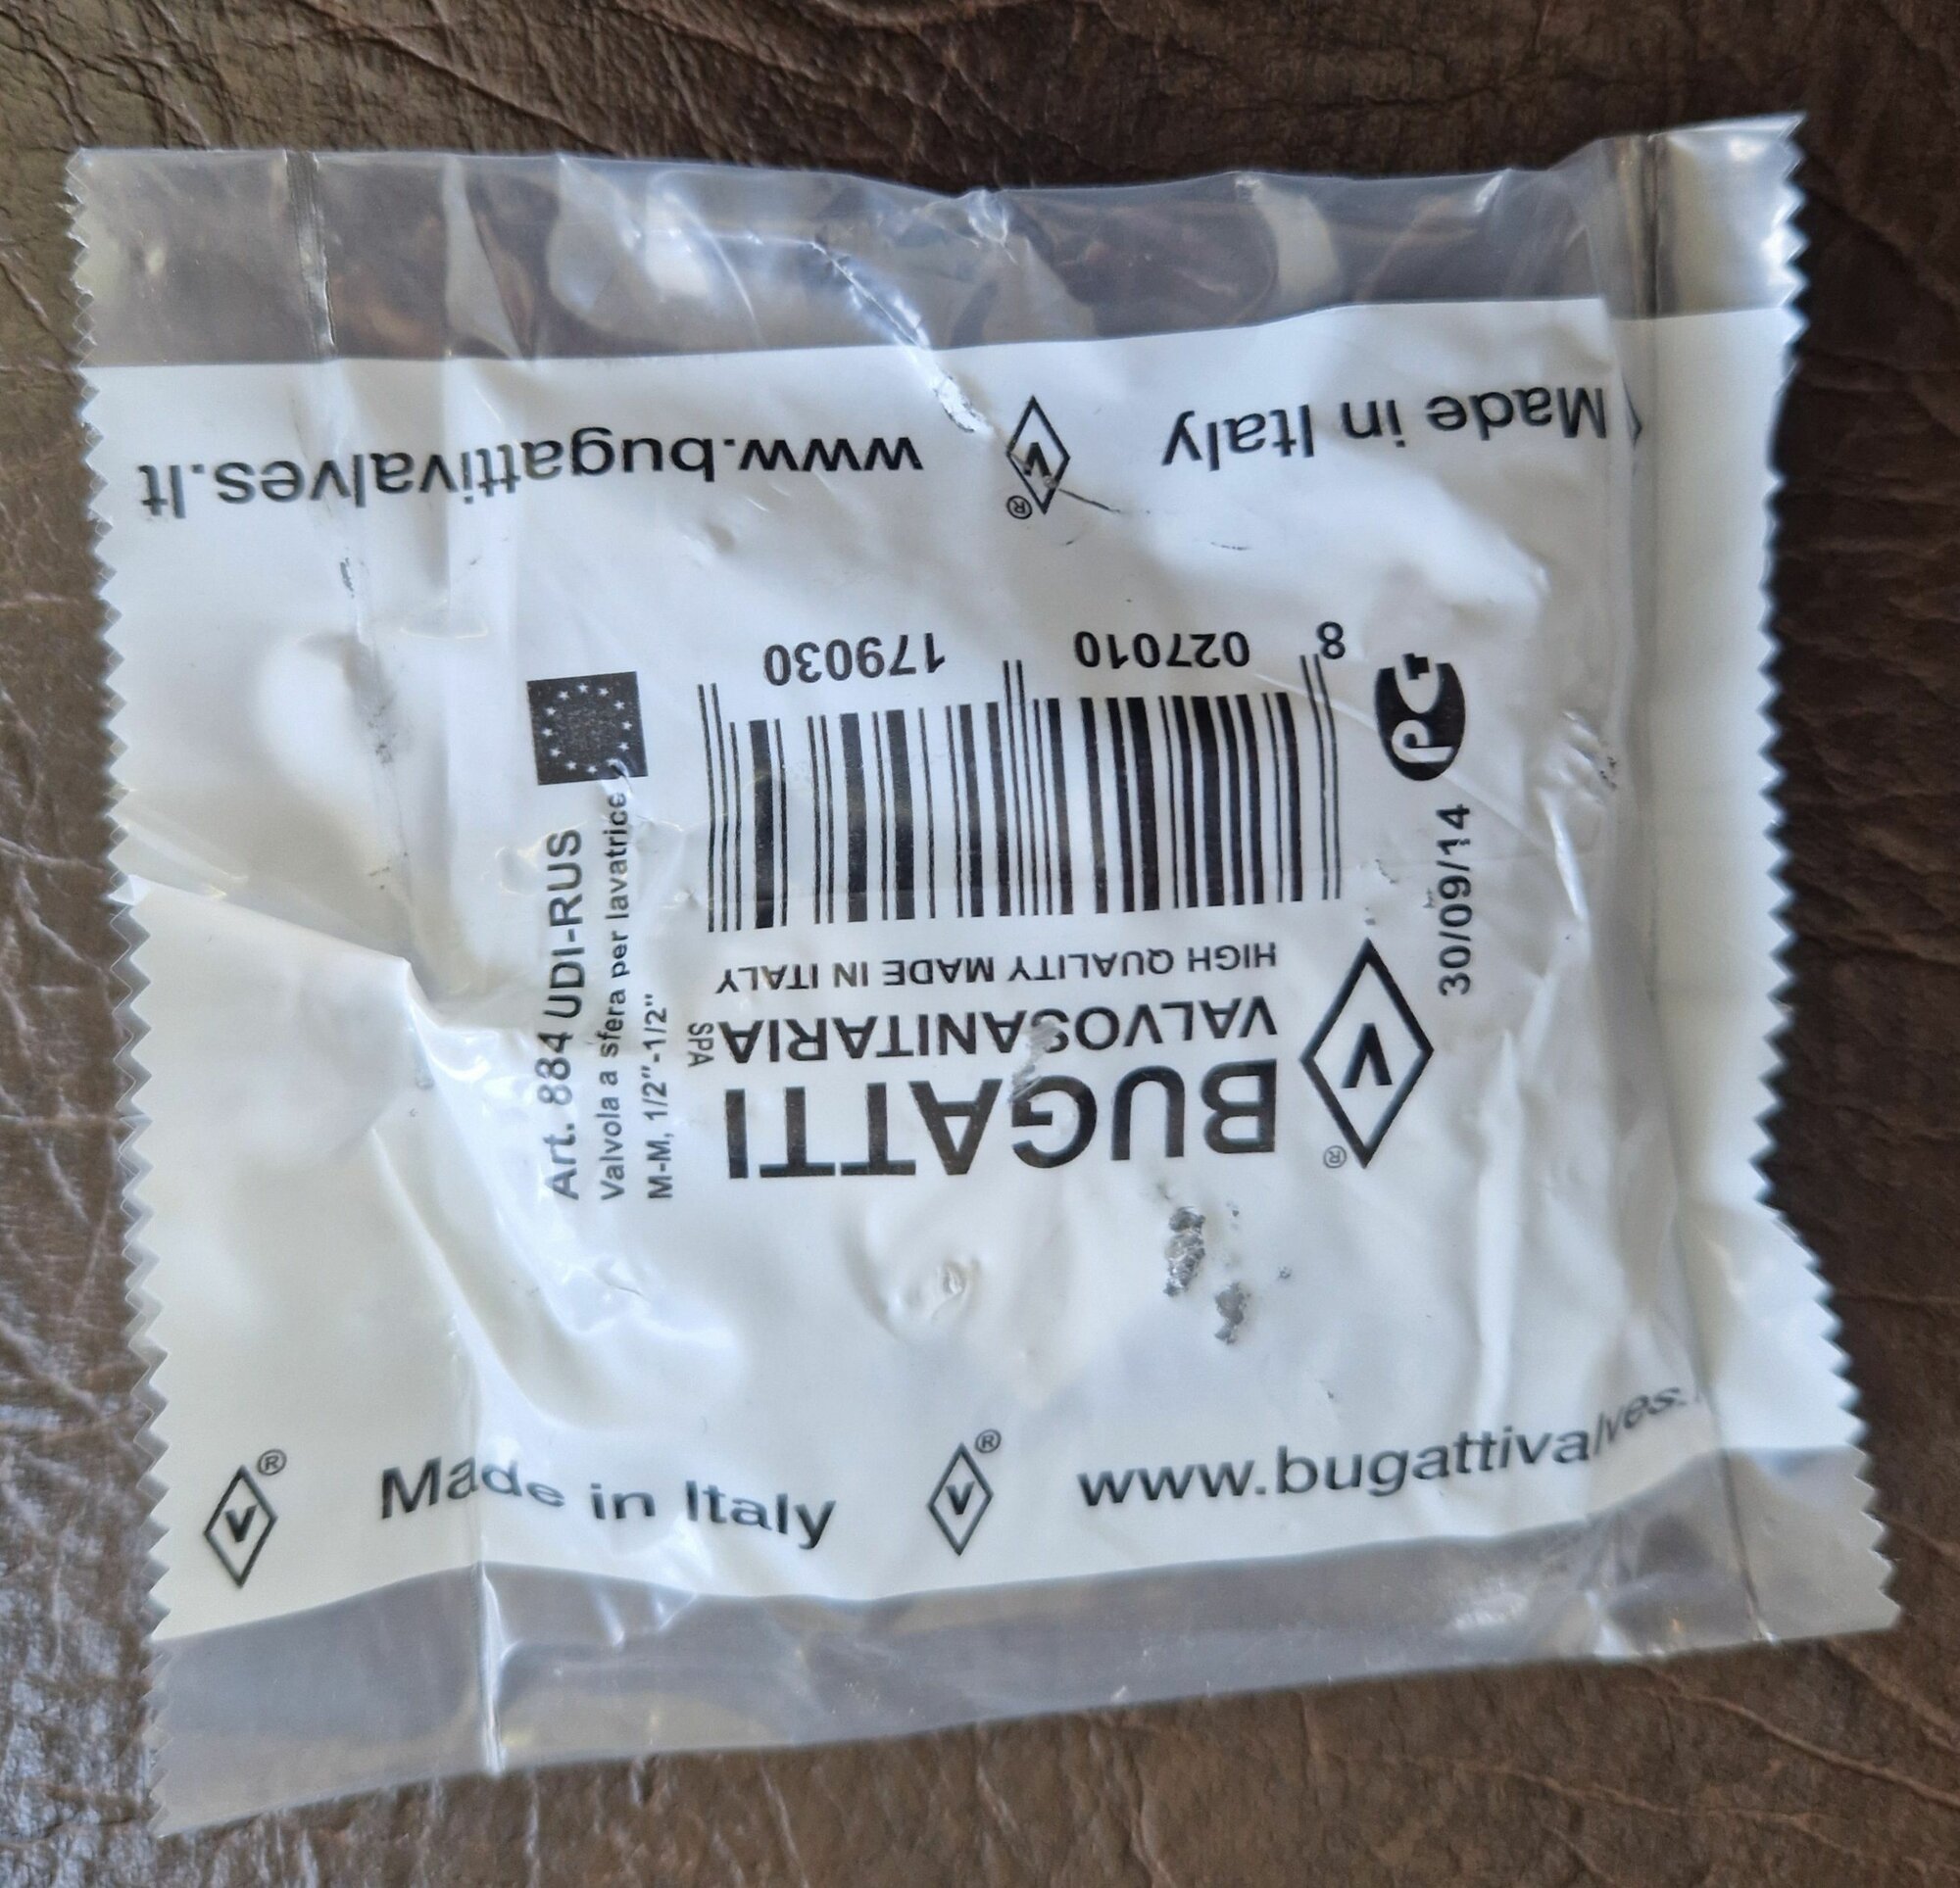 www.bugattivalves.It
Made in Italy
V®
BUGATTI
VALVOSANITARIA SPA
HIGH QUALITY MADE IN ITALY
V®
8 027010 179030
30/09/14
Art. 884 UDI-RUS
Valvola a sfera per lavatrice
M-M, 1/2"-1/2"
V®
Made in Italy
V®
www.bugattivalves.